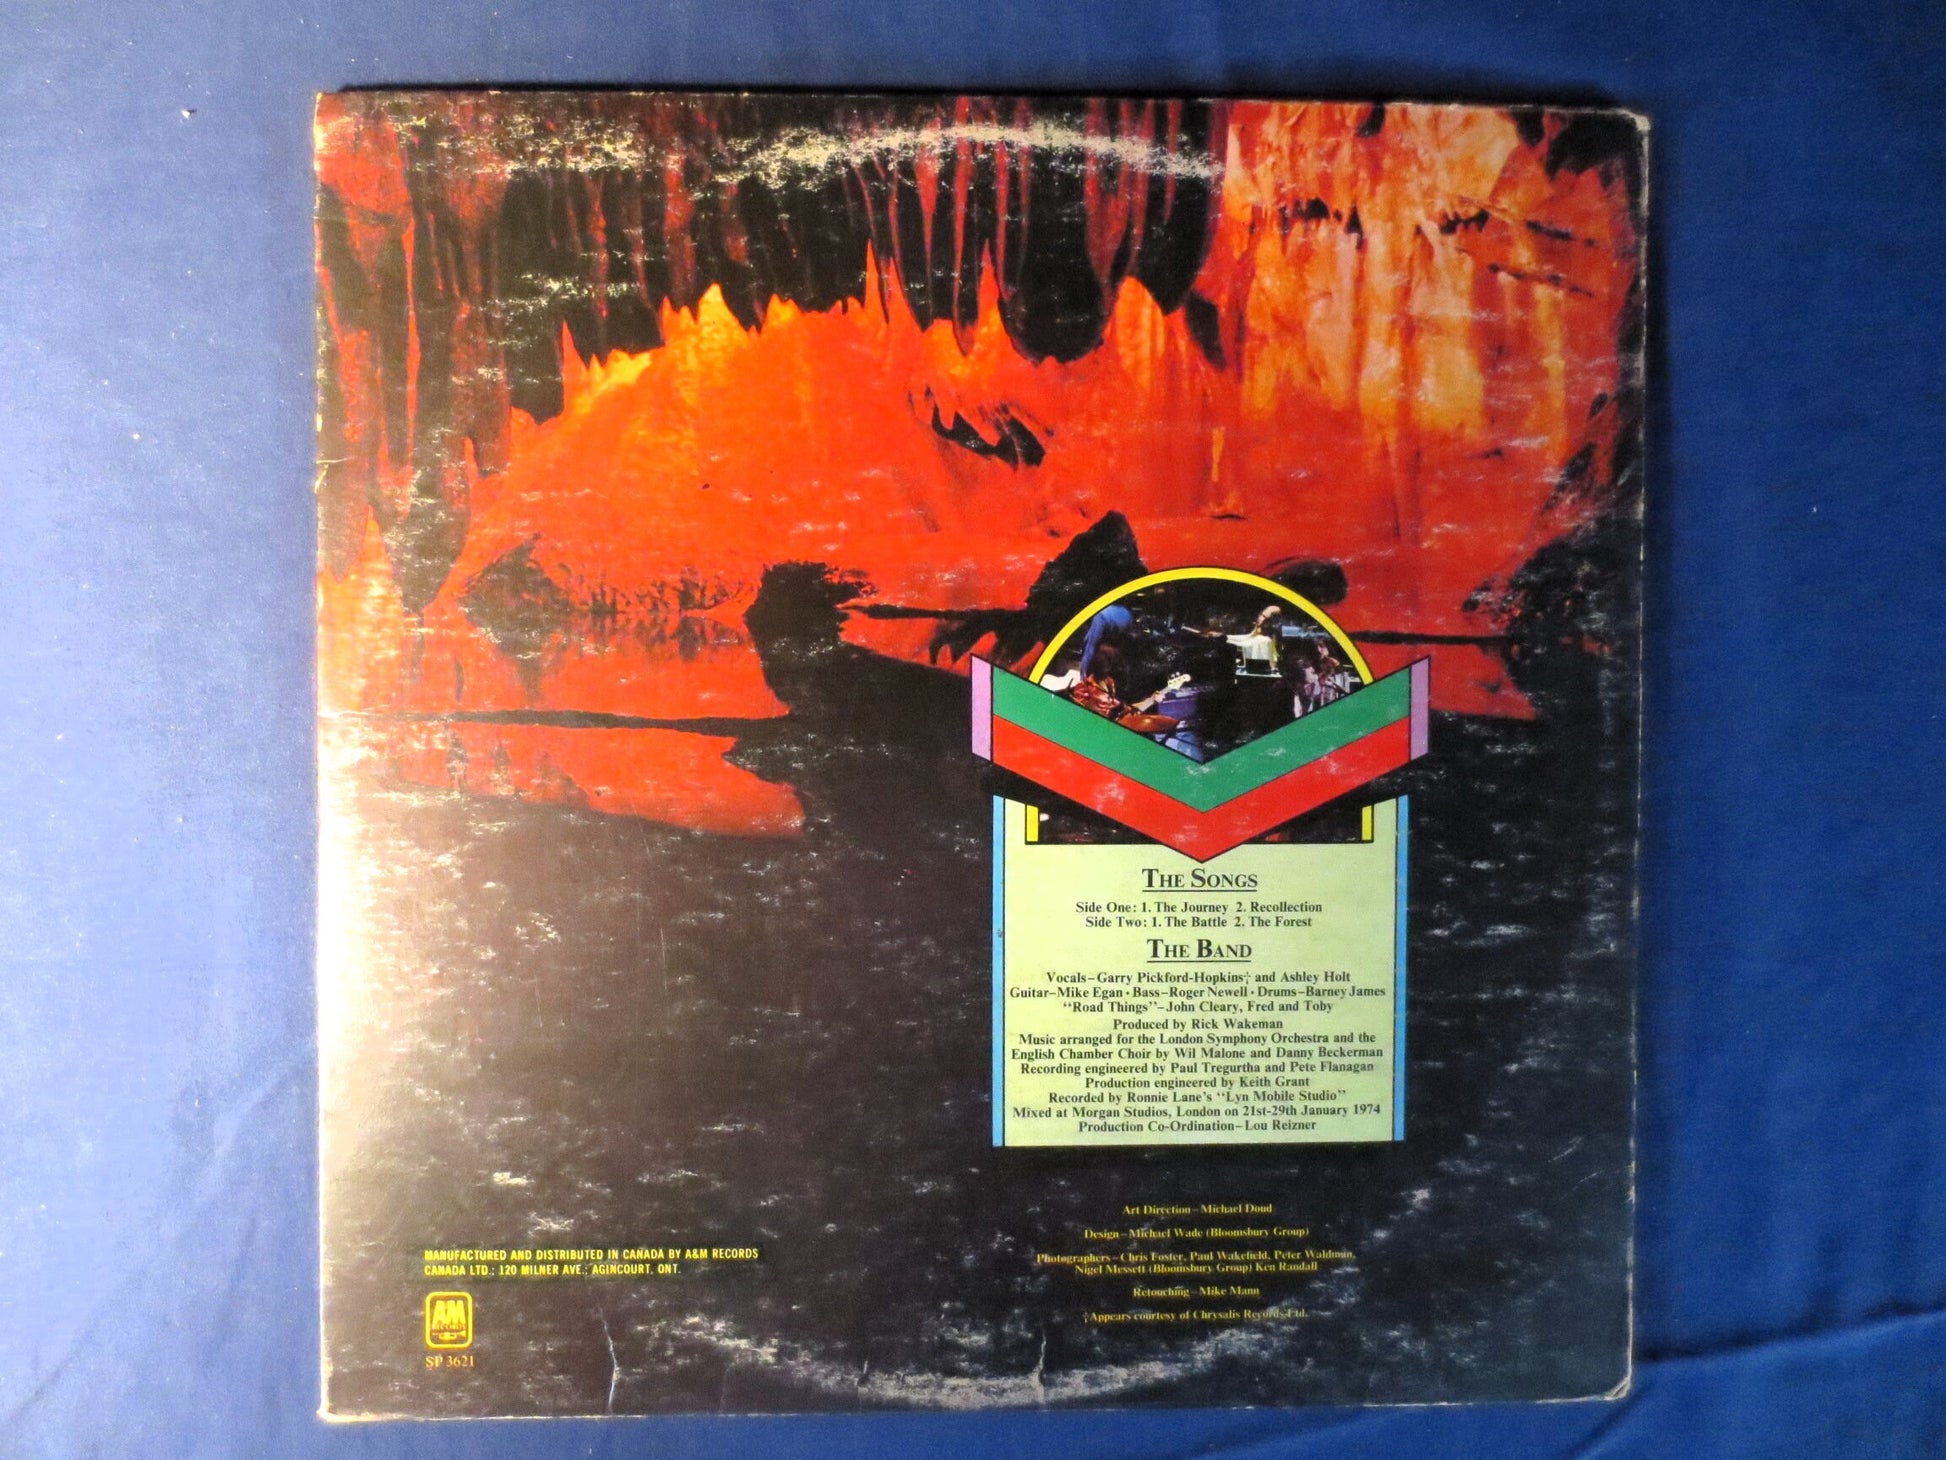 THE SONGS
Side One: 1. The Journey 2. Recollection
Side Two: 1. The Battle 2. The Forest
THE BAND
Vocals–Garry Pickford-Hopkins† and Ashley Holt
Guitar–Mike Egan · Bass–Roger Newell · Drums–Barney James
"Road Things"–John Cleary, Fred and Toby
Produced by Rick Wakeman
Music arranged for the London Symphony Orchestra and the
English Chamber Choir by Wil Malone and Danny Beckerman
Recording engineered by Paul Tregurtha and Pete Flanagan
Production engineered by Keith Grant
Recorded by Ronnie Lane's "Lyn Mobile Studio"
Mixed at Morgan Studios, London on 21st-29th January 1974
Production Co-Ordination–Lou Reizner
Art Direction–Michael Doud
Design–Michael Wade (Bloomsbury Group)
Photographers–Chris Foster, Paul Wakefield, Peter Waldman,
Nigel Messett (Bloomsbury Group) Ken Randall
Retouching–Mike Mann
†Appears courtesy of Chrysalis Records Ltd.
MANUFACTURED AND DISTRIBUTED IN CANADA BY A&M RECORDS
CANADA LTD.: 120 MILNER AVE.: AGINCOURT, ONT.
A&M
RECORDS
SP 3621